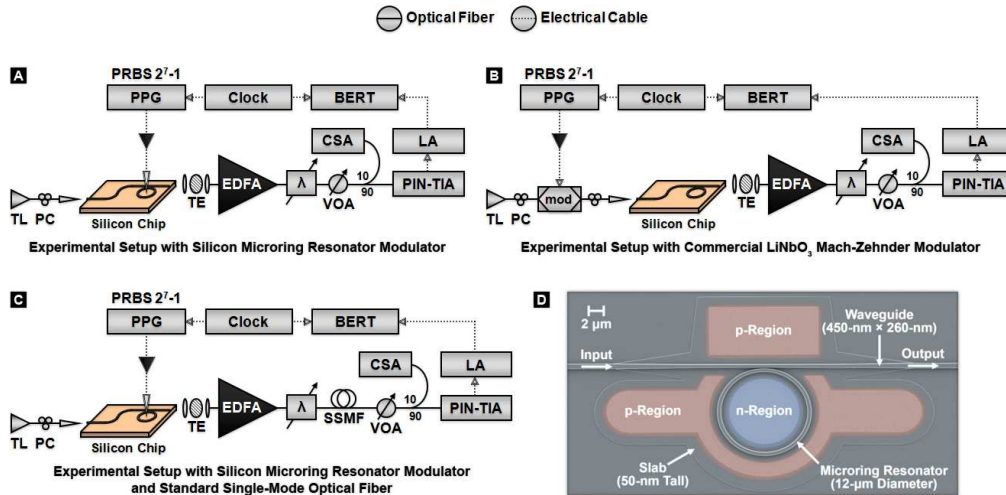 Optical Fiber
Electrical Cable
A
PRBS 2⁷-1
PPG
Clock
BERT
CSA
LA
EDFA
λ
10
90
PIN-TIA
TL
PC
TE
VOA
Silicon Chip
Experimental Setup with Silicon Microring Resonator Modulator
B
PRBS 2⁷-1
PPG
Clock
BERT
CSA
LA
mod
EDFA
λ
10
90
PIN-TIA
TL
PC
TE
VOA
Silicon Chip
Experimental Setup with Commercial LiNbO₃ Mach-Zehnder Modulator
C
PRBS 2⁷-1
PPG
Clock
BERT
CSA
LA
EDFA
λ
SSMF
10
90
PIN-TIA
TL
PC
TE
VOA
Silicon Chip
Experimental Setup with Silicon Microring Resonator Modulator
and Standard Single-Mode Optical Fiber
D
2 µm
p-Region
Waveguide
(450-nm × 260-nm)
Input
Output
p-Region
n-Region
Slab
(50-nm Tall)
Microring Resonator
(12-µm Diameter)